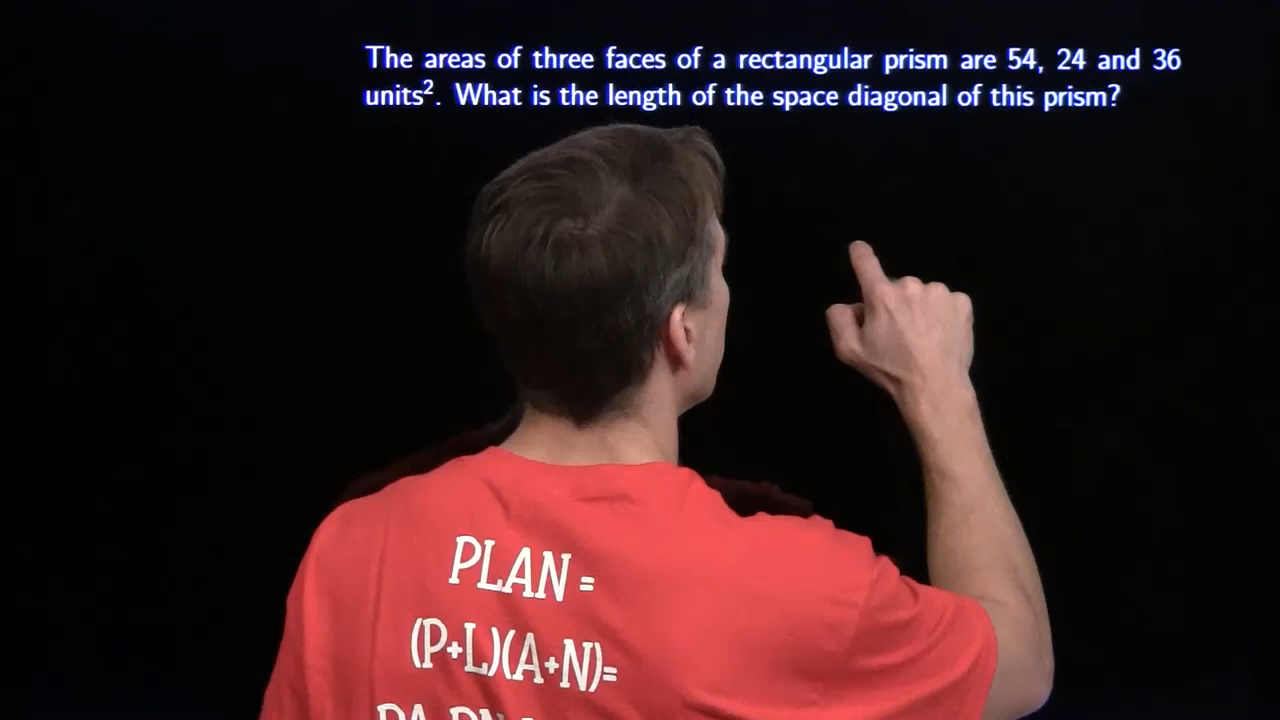 The areas of three faces of a rectangular prism are 54, 24 and 36
units². What is the length of the space diagonal of this prism?
PLAN =
(P+L)(A+N)=